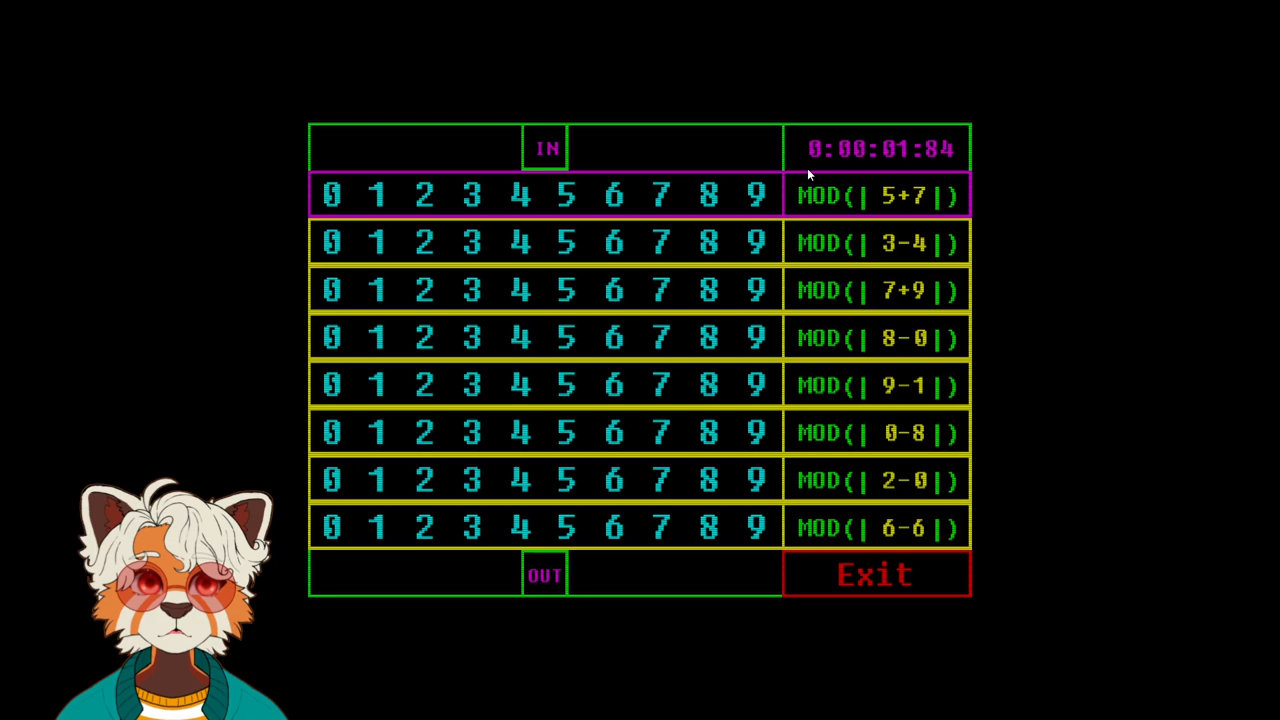 IN 0:00:01:84
0 1 2 3 4 5 6 7 8 9 MOD(| 5+7|)
0 1 2 3 4 5 6 7 8 9 MOD(| 3-4|)
0 1 2 3 4 5 6 7 8 9 MOD(| 7+9|)
0 1 2 3 4 5 6 7 8 9 MOD(| 8-0|)
0 1 2 3 4 5 6 7 8 9 MOD(| 9-1|)
0 1 2 3 4 5 6 7 8 9 MOD(| 0-8|)
0 1 2 3 4 5 6 7 8 9 MOD(| 2-0|)
0 1 2 3 4 5 6 7 8 9 MOD(| 6-6|)
OUT Exit